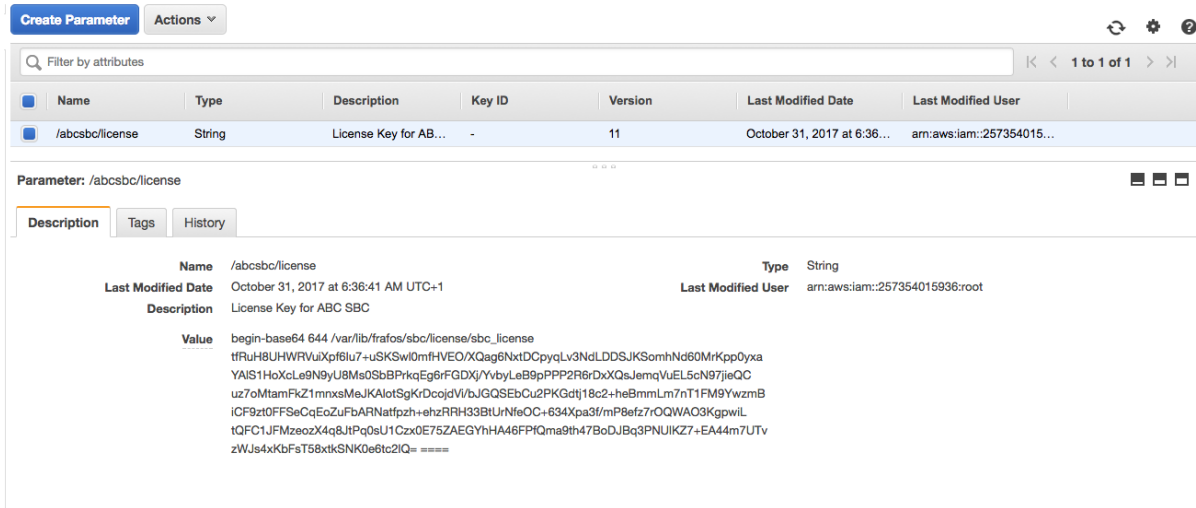 Create Parameter Actions
Filter by attributes 1 to 1 of 1
Name Type Description Key ID Version Last Modified Date Last Modified User
/abcsbc/license String License Key for AB... - 11 October 31, 2017 at 6:36... arn:aws:iam::257354015...
Parameter: /abcsbc/license
Description Tags History
Name /abcsbc/license Type String
Last Modified Date October 31, 2017 at 6:36:41 AM UTC+1 Last Modified User arn:aws:iam::257354015936:root
Description License Key for ABC SBC
Value begin-base64 644 /var/lib/frafos/sbc/license/sbc_license
tfRuH8UHWRVuiXpf6Iu7+uSKSwI0mfHVEO/XQag6NxtDCpyqLv3NdLDDSJKSomhNd60MrKpp0yxa
YAlS1HoXcLe9N9yU8Ms0SbBPrkqEg6rFGDXj/YvbyLeB9pPPP2R6rDxXQsJemqVuEL5cN97jieQC
uz7oMtamFkZ1mnxsMeJKAlotSgKrDcojdVi/bJGQSEbCu2PKGdtj18c2+heBmmLm7nT1FM9YwzmB
iCF9zt0FFSeCqEoZuFbARNatfpzh+ehzRRH33BtUrNfeOC+634Xpa3f/mP8efz7rOQWAO3KgpwiL
tQFC1JFMzeozX4q8JtPq0sU1Czx0E75ZAEGYhHA46FPfQma9th47BoDJBq3PNUlKZ7+EA44m7UTv
zWJs4xKbFsT58xtkSNK0e6tc2lQ= ====